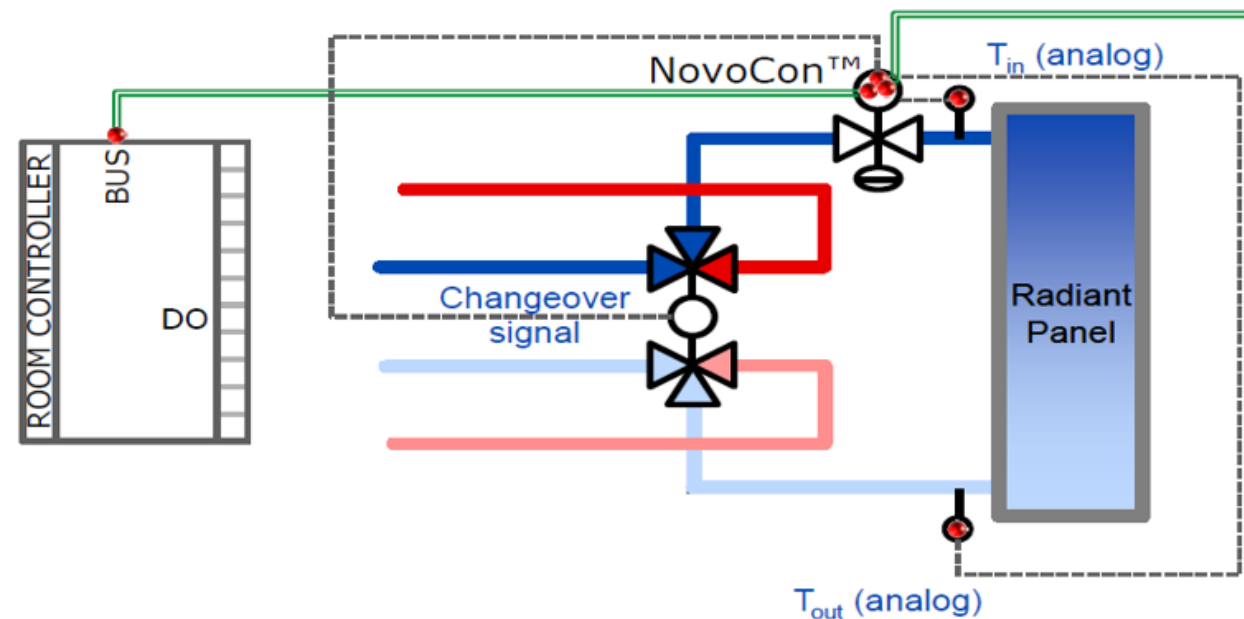 NovoCon™
T_in (analog)
ROOM CONTROLLER
BUS
DO
Changeover
signal
Radiant
Panel
T_out (analog)